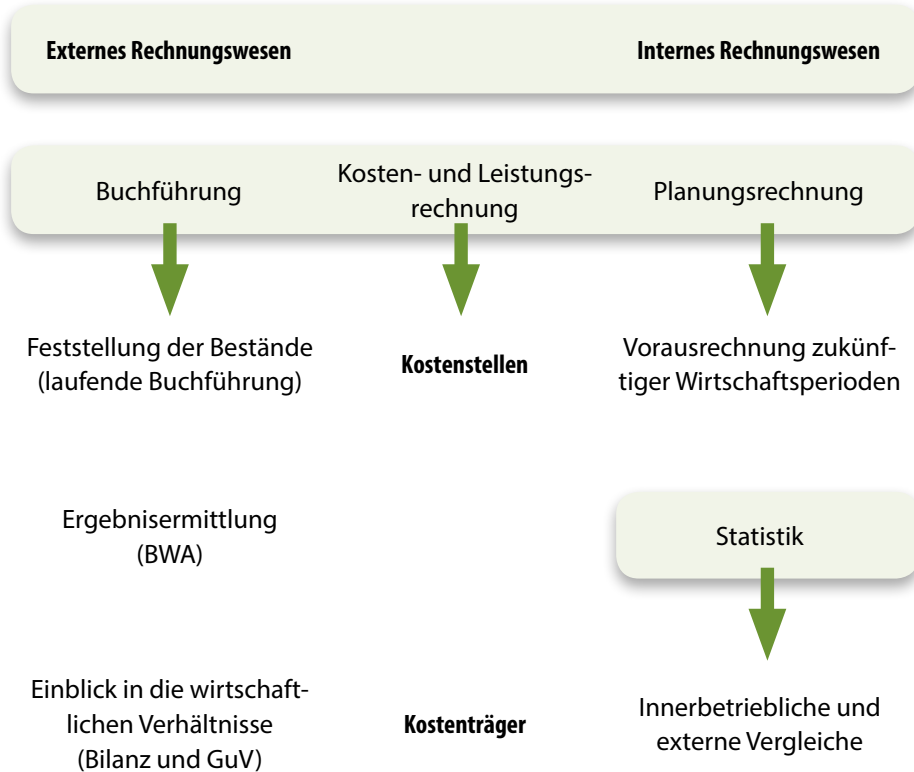 Externes Rechnungswesen
Internes Rechnungswesen
Buchführung
Kosten- und Leistungs-
rechnung
Planungsrechnung
Feststellung der Bestände
(laufende Buchführung)
Kostenstellen
Vorausrechnung zukünf-
tiger Wirtschaftsperioden
Ergebnisermittlung
(BWA)
Statistik
Einblick in die wirtschaft-
lichen Verhältnisse
(Bilanz und GuV)
Kostenträger
Innerbetriebliche und
externe Vergleiche